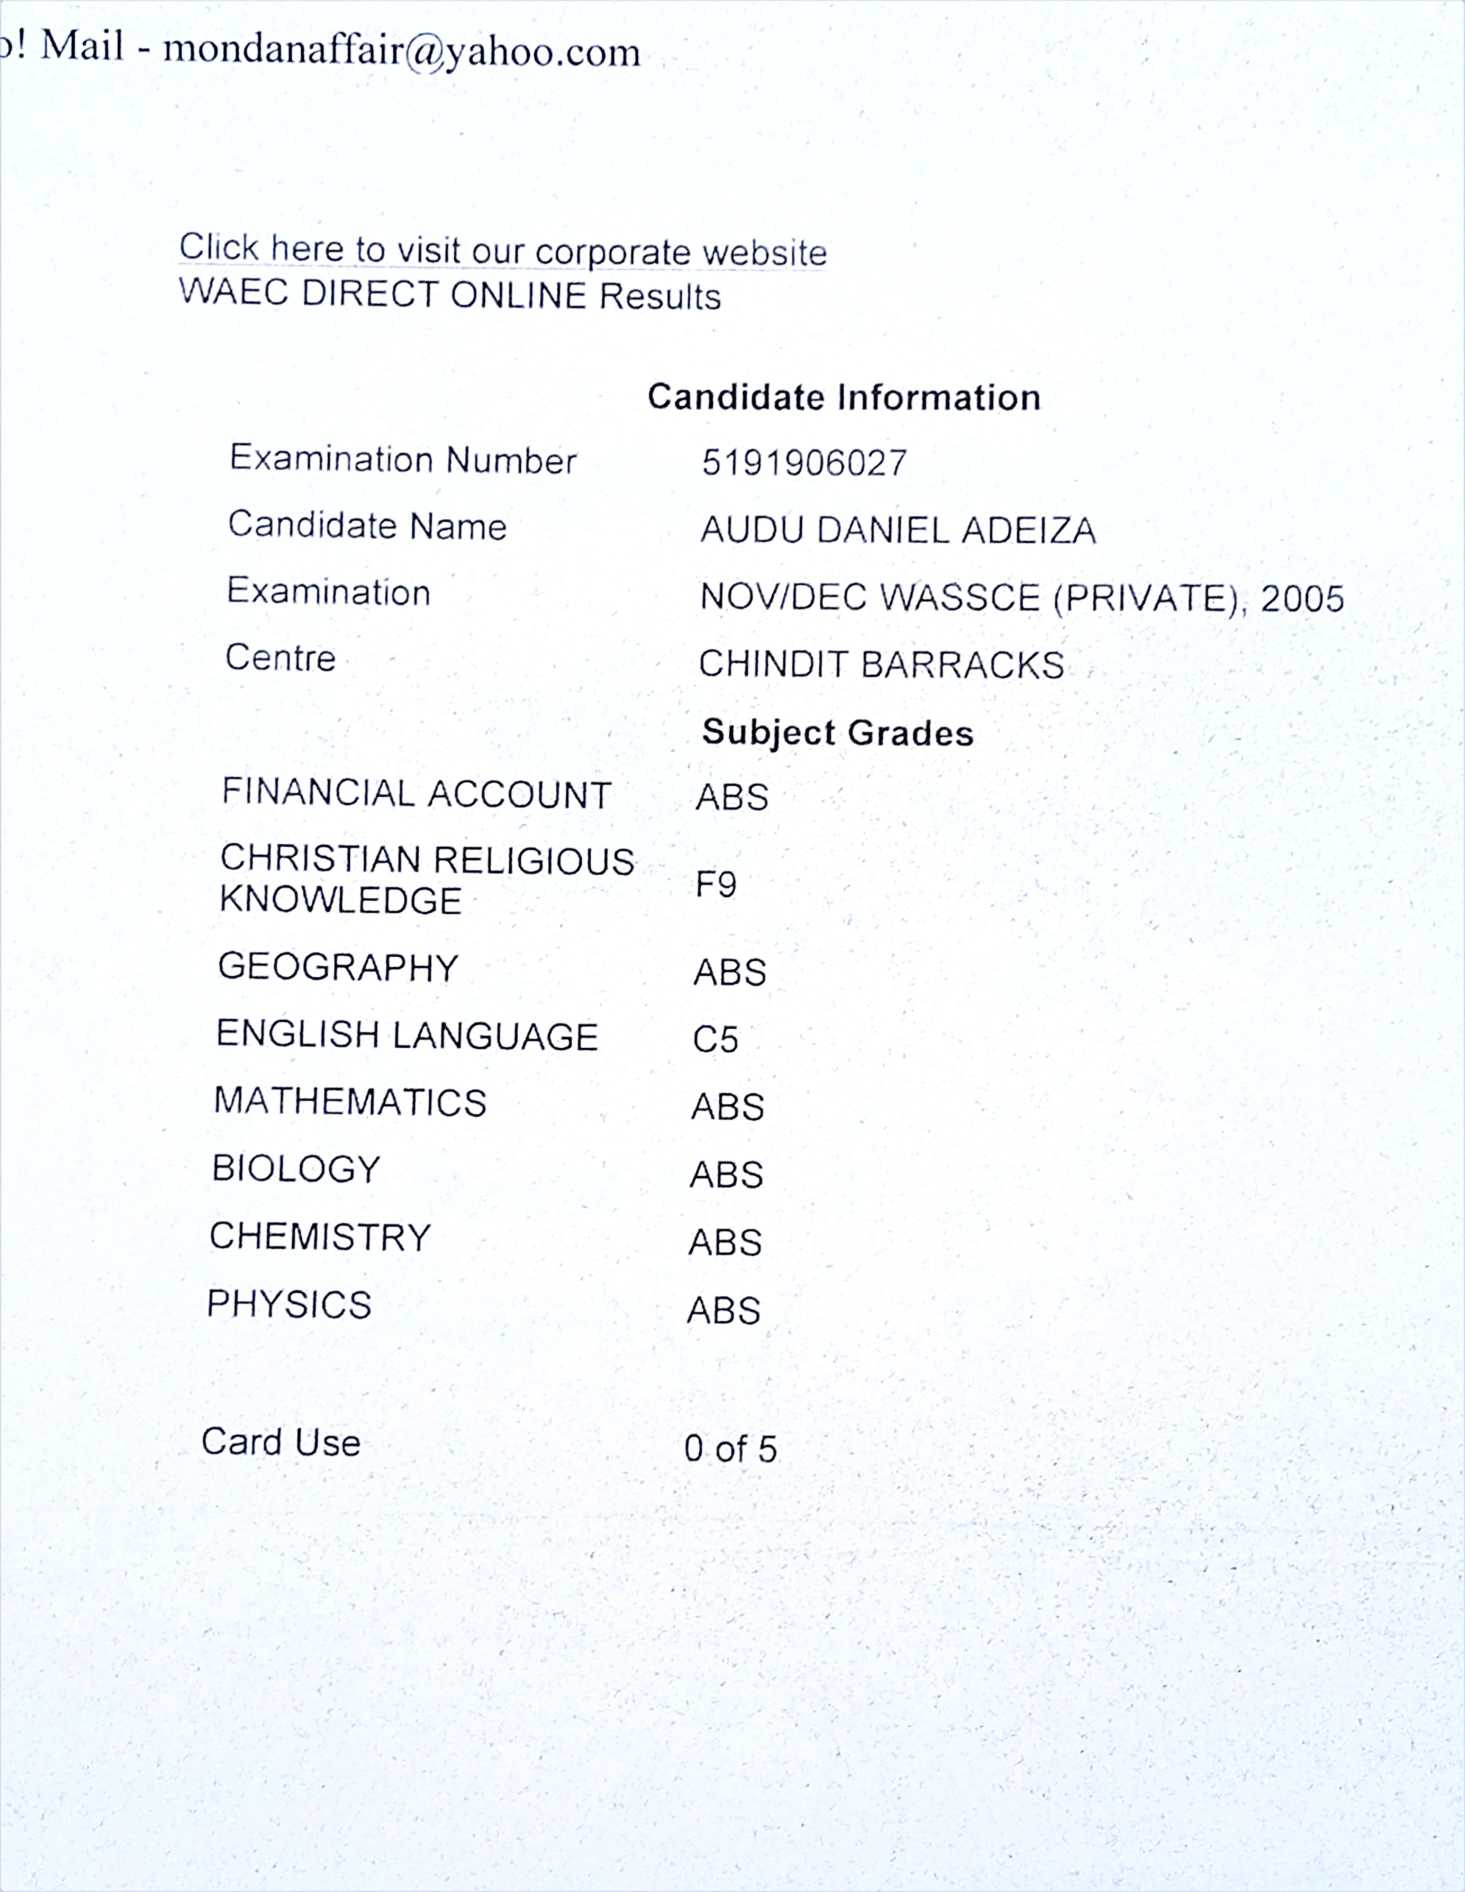 ! Mail - mondanaffair@yahoo.com
Click here to visit our corporate website
WAEC DIRECT ONLINE Results
Candidate Information
Examination Number 5191906027
Candidate Name AUDU DANIEL ADEIZA
Examination NOV/DEC WASSCE (PRIVATE), 2005
Centre CHINDIT BARRACKS
Subject Grades
FINANCIAL ACCOUNT ABS
CHRISTIAN RELIGIOUS
KNOWLEDGE F9
GEOGRAPHY ABS
ENGLISH LANGUAGE C5
MATHEMATICS ABS
BIOLOGY ABS
CHEMISTRY ABS
PHYSICS ABS
Card Use 0 of 5